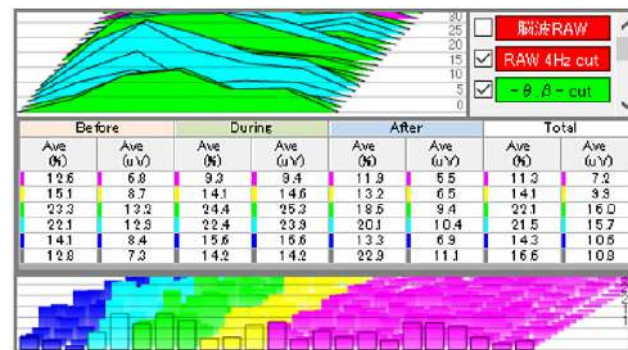 30
25
20
15
10
5
0
脳波RAW
RAW 4Hz cut
-θ.β-cut
Before During After Total
Ave (%) Ave (uV) Ave (%) Ave (uV) Ave (%) Ave (uV) Ave (%) Ave (uV)
12.6 6.8 9.3 9.4 11.9 5.5 11.3 7.2
15.1 8.7 14.1 14.6 13.2 6.5 14.1 9.9
23.3 13.2 24.4 25.3 18.5 9.4 22.1 16.0
22.1 12.9 22.4 23.9 20.1 10.4 21.5 15.7
14.1 8.4 15.6 16.6 13.3 6.9 14.3 10.6
12.8 7.3 14.2 14.2 22.9 11.1 16.6 10.8